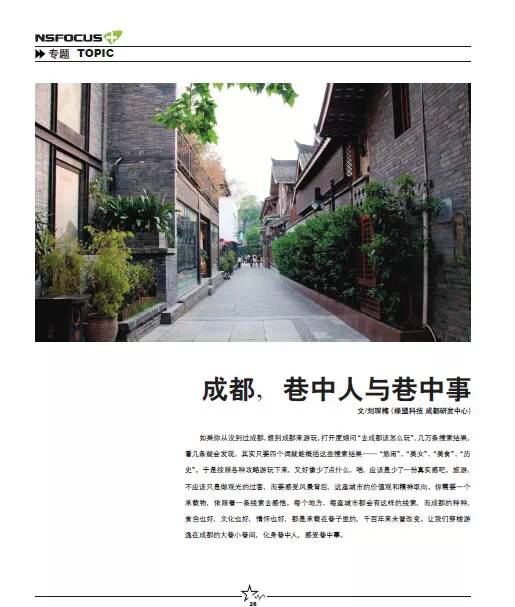 NSFOCUS
专题 TOPIC
成都，巷中人与巷中事
文/刘琛梅（绿盟科技 成都研发中心）
如果你从没到过成都，想到成都来游玩，打开度娘问“去成都该怎么玩”，几万条搜索结果，
看几条就会发现，其实只要四个词就能概括这些搜索结果——“悠闲”、“美女”、“美食”、“历
史”。于是按照各种攻略游玩下来，又好像少了点什么。唔，应该是少了一份真实感吧。旅游，
不应该只是做观光的过客，而要感受风景背后，这座城市的价值观和精神取向。你需要一个
承载物，依照着一条线索去感悟。每个地方、每座城市都会有这样的线索，而成都的种种，
食色也好，文化也好，情怀也好，都是承载在巷子里的，千百年来未曾改变。让我们穿梭游
逸在成都的大巷小巷间，化身巷中人，感受巷中事。
26